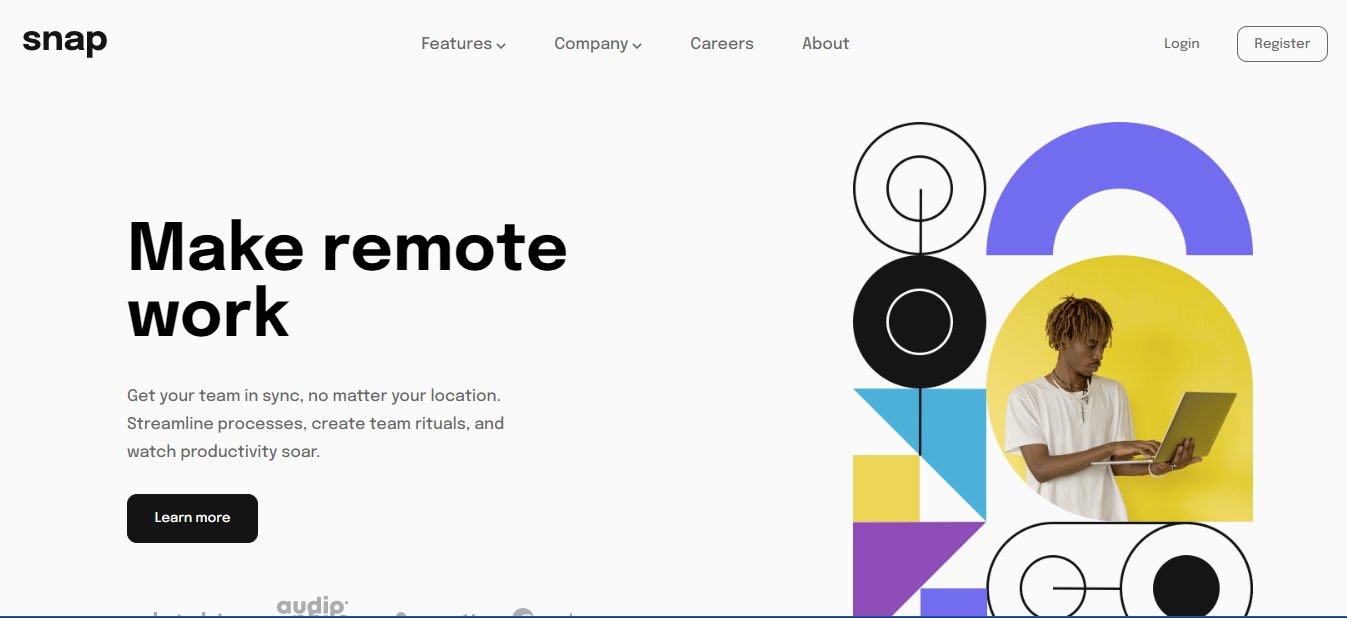 snap
Features
Company
Careers
About
Login
Register
Make remote
work
Get your team in sync, no matter your location.
Streamline processes, create team rituals, and
watch productivity soar.
Learn more